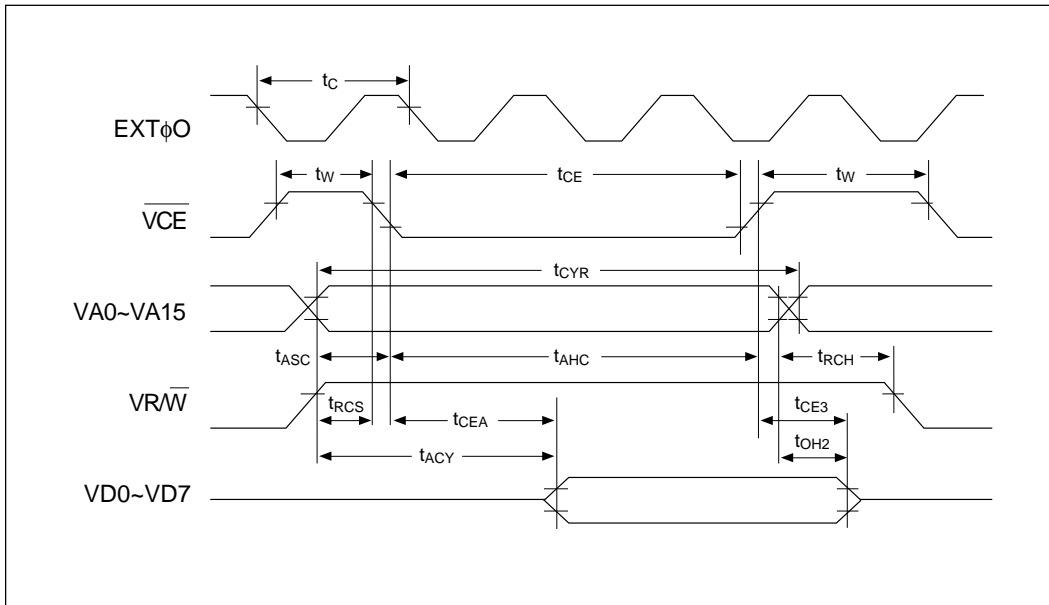 tC
EXTϕO
tW tCE tW
V̅C̅E̅
tCYR
VA0~VA15
tASC tAHC tRCH
VR/W̅
tRCS tCEA tCE3
tACY tOH2
VD0~VD7